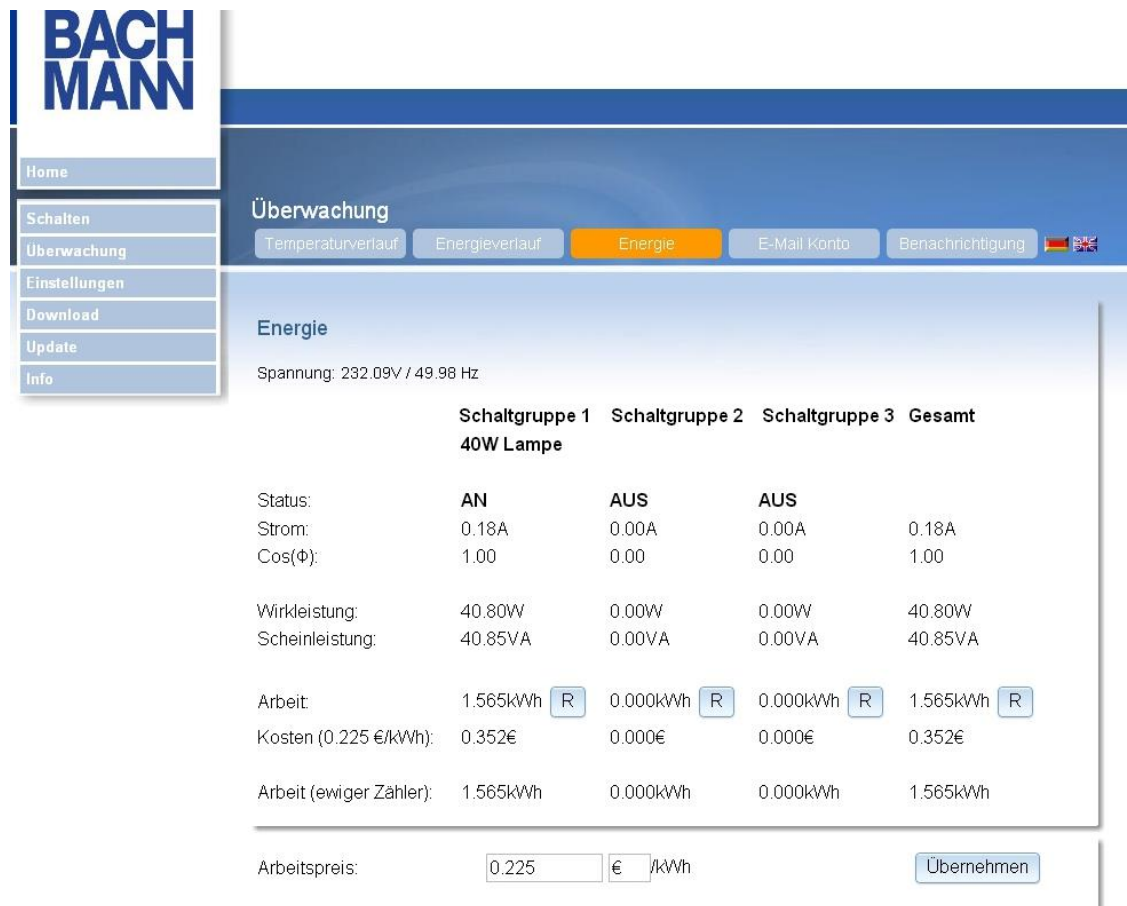 BACH
MANN
Home
Schalten
Überwachung
Einstellungen
Download
Update
Info
Überwachung
Temperaturverlauf Energieverlauf Energie E-Mail Konto Benachrichtigung
Energie
Spannung: 232.09V / 49.98 Hz
Schaltgruppe 1 Schaltgruppe 2 Schaltgruppe 3 Gesamt
40W Lampe
Status: AN AUS AUS
Strom: 0.18A 0.00A 0.00A 0.18A
Cos(Φ): 1.00 0.00 0.00 1.00
Wirkleistung: 40.80W 0.00W 0.00W 40.80W
Scheinleistung: 40.85VA 0.00VA 0.00VA 40.85VA
Arbeit: 1.565kWh R 0.000kWh R 0.000kWh R 1.565kWh R
Kosten (0.225 €/kWh): 0.352€ 0.000€ 0.000€ 0.352€
Arbeit (ewiger Zähler): 1.565kWh 0.000kWh 0.000kWh 1.565kWh
Arbeitspreis: 0.225 € /kWh Übernehmen